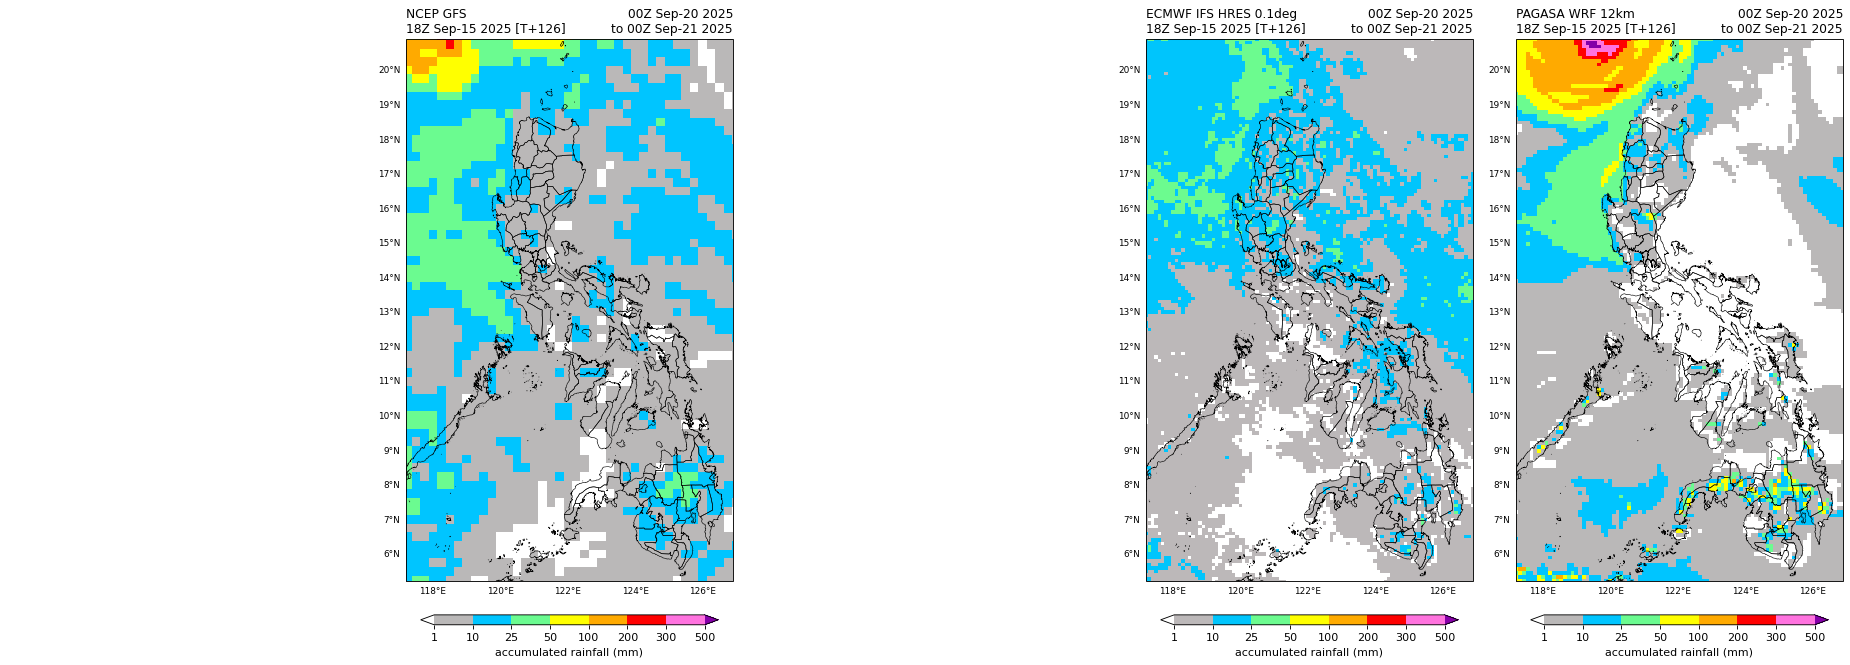 NCEP GFS 00Z Sep-20 2025
18Z Sep-15 2025 [T+126] to 00Z Sep-21 2025
20°N
19°N
18°N
17°N
16°N
15°N
14°N
13°N
12°N
11°N
10°N
9°N
8°N
7°N
6°N
118°E 120°E 122°E 124°E 126°E
1 10 25 50 100 200 300 500
accumulated rainfall (mm)
ECMWF IFS HRES 0.1deg 00Z Sep-20 2025
18Z Sep-15 2025 [T+126] to 00Z Sep-21 2025
20°N
19°N
18°N
17°N
16°N
15°N
14°N
13°N
12°N
11°N
10°N
9°N
8°N
7°N
6°N
118°E 120°E 122°E 124°E 126°E
1 10 25 50 100 200 300 500
accumulated rainfall (mm)
PAGASA WRF 12km 00Z Sep-20 2025
18Z Sep-15 2025 [T+126] to 00Z Sep-21 2025
20°N
19°N
18°N
17°N
16°N
15°N
14°N
13°N
12°N
11°N
10°N
9°N
8°N
7°N
6°N
118°E 120°E 122°E 124°E 126°E
1 10 25 50 100 200 300 500
accumulated rainfall (mm)